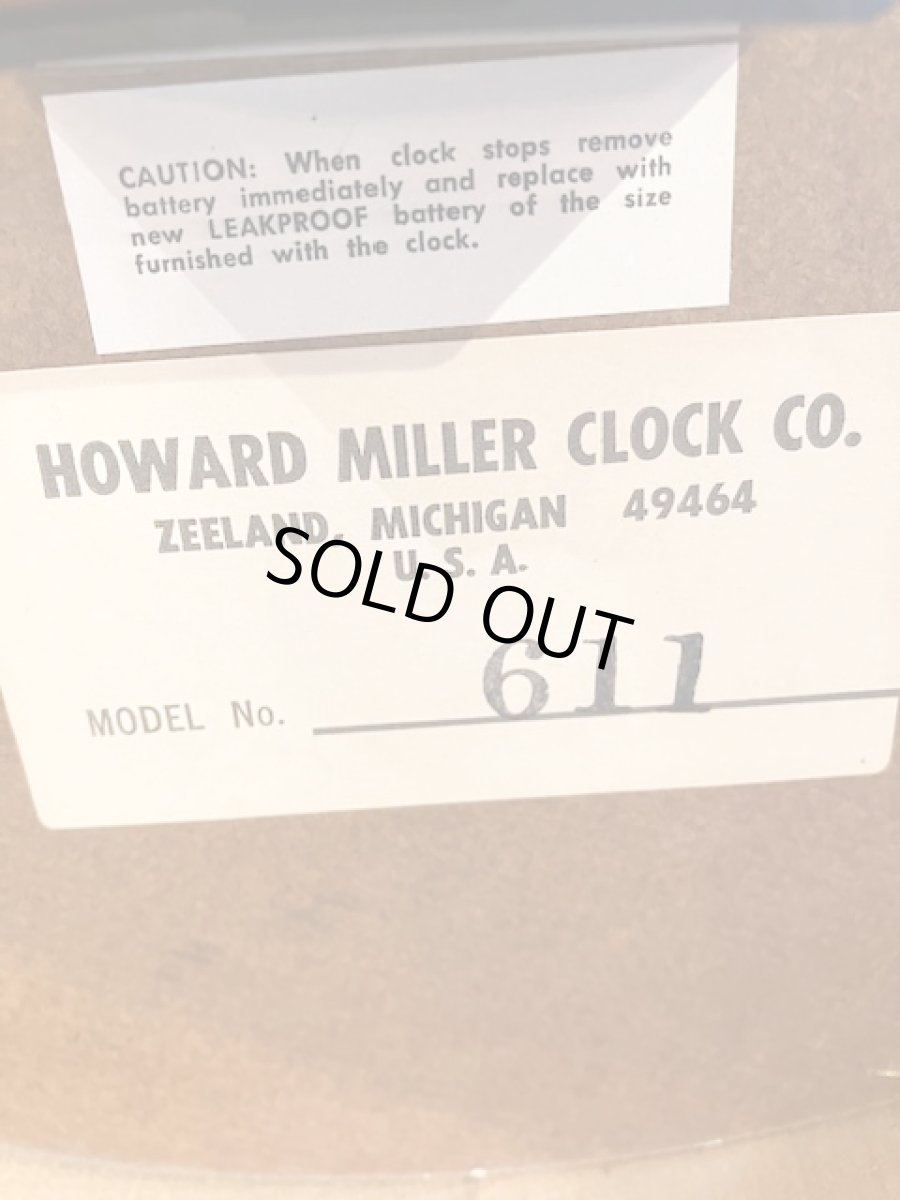 CAUTION: When clock stops remove
battery immediately and replace with
new LEAKPROOF battery of the size
furnished with the clock.
HOWARD MILLER CLOCK CO.
ZEELAND, MICHIGAN 49464
U. S. A.
SOLD OUT
MODEL No. 611